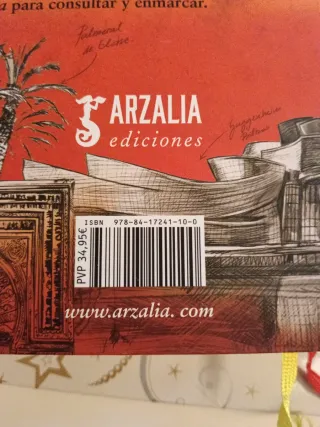 a para consultar y enmarcar.
Palmeral
de Elche
ARZALIA
ediciones
Guggenheim
Bilbao
ISBN 978-84-17241-10-0
PVP 34,95€
www.arzalia.com